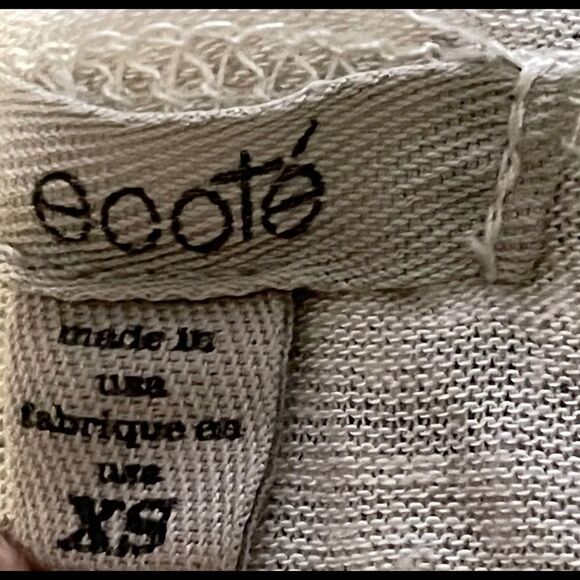 ecoté
made in
usa
fabrique en
usa
XS